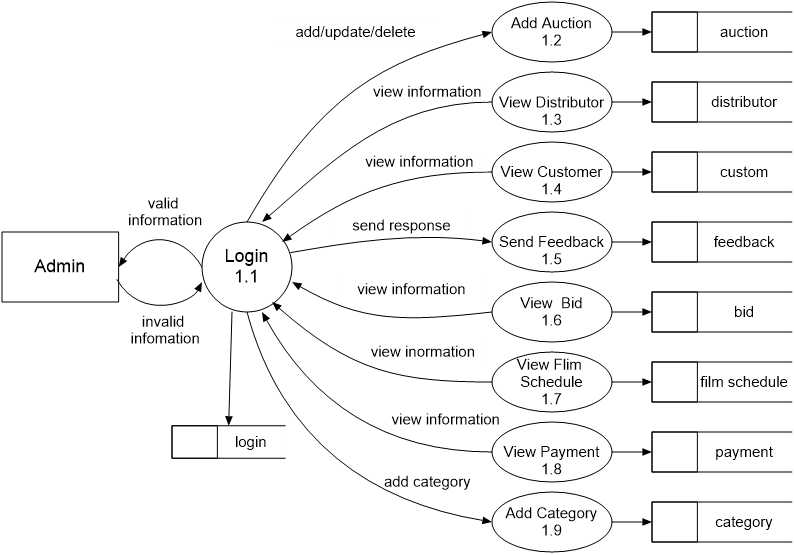 add/update/delete
Add Auction
1.2
auction
view information
View Distributor
1.3
distributor
view information
View Customer
1.4
custom
valid
information
send response
Send Feedback
1.5
feedback
Admin
Login
1.1
view information
View  Bid
1.6
bid
invalid
infomation
view inormation
View Flim
Schedule
1.7
film schedule
view information
View Payment
1.8
payment
login
add category
Add Category
1.9
category